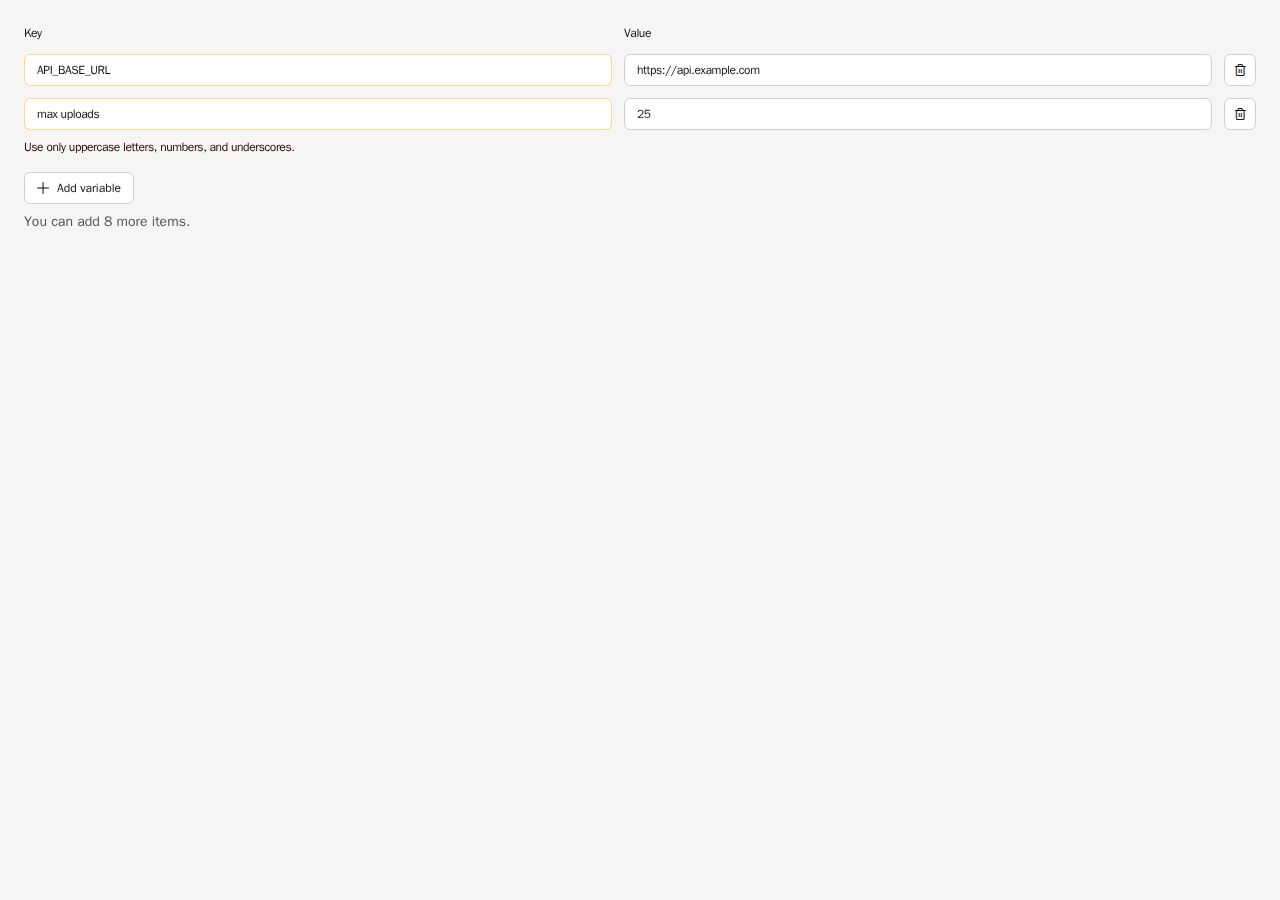 Key Value
API_BASE_URL https://api.example.com
max uploads 25
Use only uppercase letters, numbers, and underscores.
Add variable
You can add 8 more items.